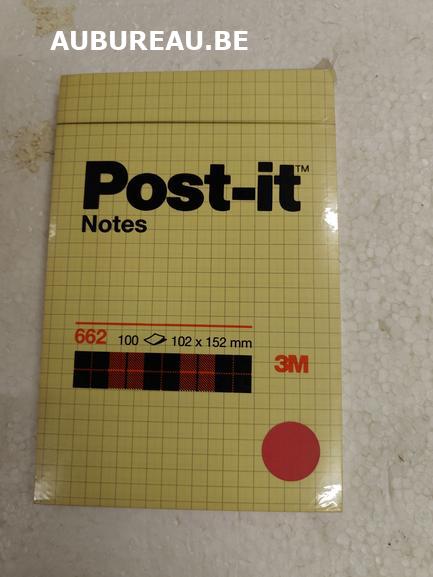 AUBUREAU.BE
Post-it™
Notes
662 100 102 x 152 mm
3M